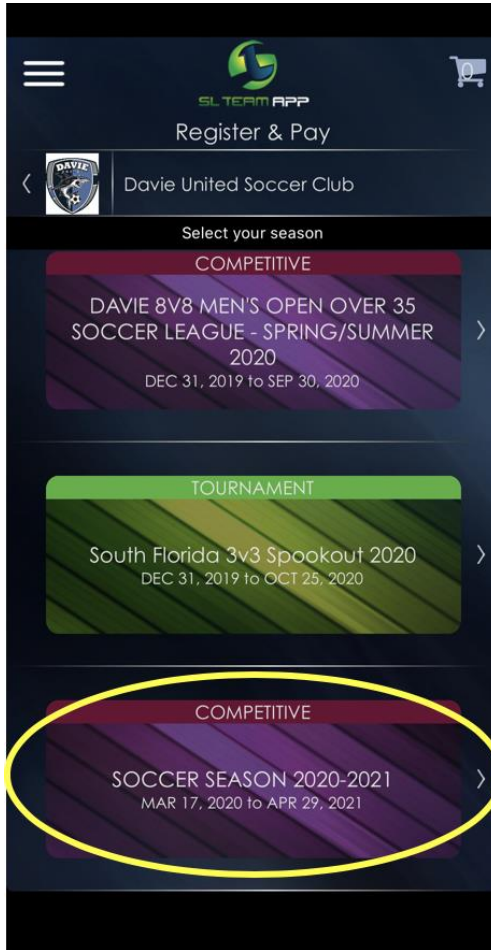 0
SL TEAM APP
Register & Pay
DAVIE
Davie United Soccer Club
Select your season
COMPETITIVE
DAVIE 8V8 MEN'S OPEN OVER 35
SOCCER LEAGUE - SPRING/SUMMER
2020
DEC 31, 2019 to SEP 30, 2020
TOURNAMENT
South Florida 3v3 Spookout 2020
DEC 31, 2019 to OCT 25, 2020
COMPETITIVE
SOCCER SEASON 2020-2021
MAR 17, 2020 to APR 29, 2021